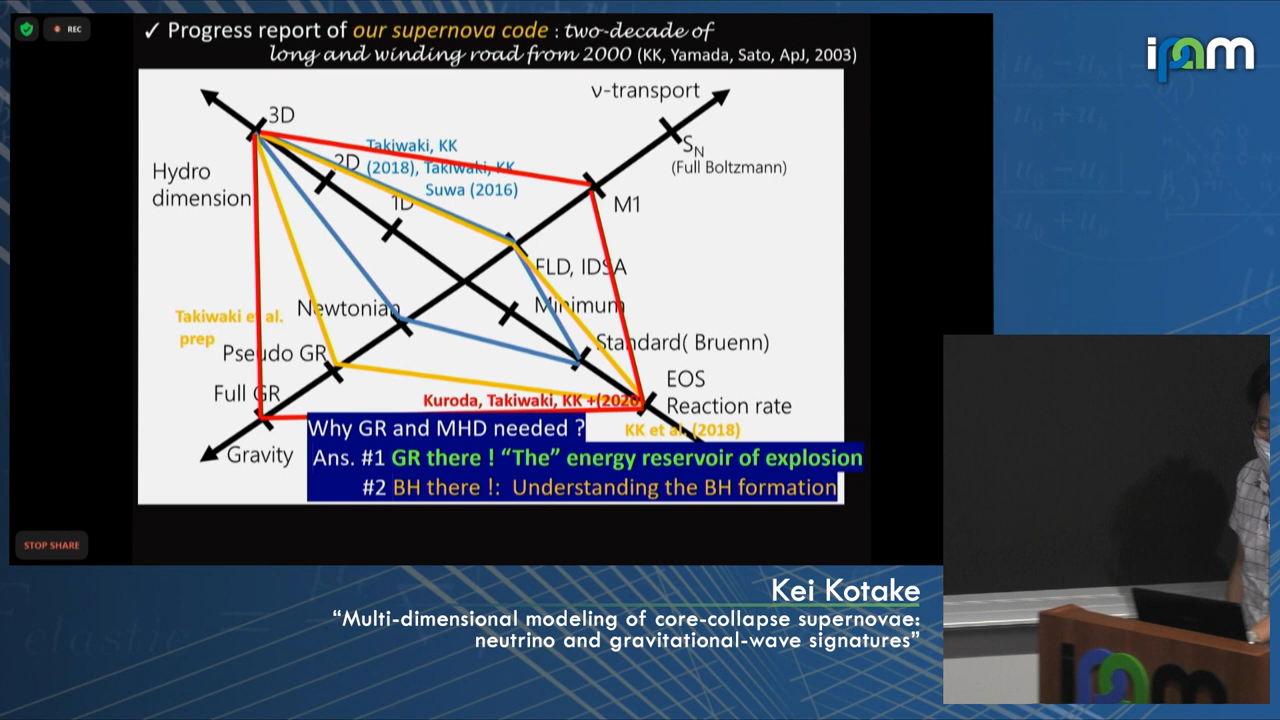 REC
✓ Progress report of our supernova code : two-decade of
long and winding road from 2000 (KK, Yamada, Sato, ApJ, 2003)
ipam
ν-transport
3D
Takiwaki, KK
S_N
2D
(2018), Takiwaki, KK
(Full Boltzmann)
Hydro
dimension
Suwa (2016)
1D
M1
FLD, IDSA
Newtonian
Minimum
Takiwaki et al.
prep
Standard( Bruenn)
Pseudo GR
Full GR
EOS
Reaction rate
Kuroda, Takiwaki, KK +(2020
KK et al. (2018)
Gravity
Why GR and MHD needed ?
Ans. #1 GR there ! “The” energy reservoir of explosion
#2 BH there !: Understanding the BH formation
STOP SHARE
Kei Kotake
“Multi-dimensional modeling of core-collapse supernovae:
neutrino and gravitational-wave signatures”
ipam
elastic